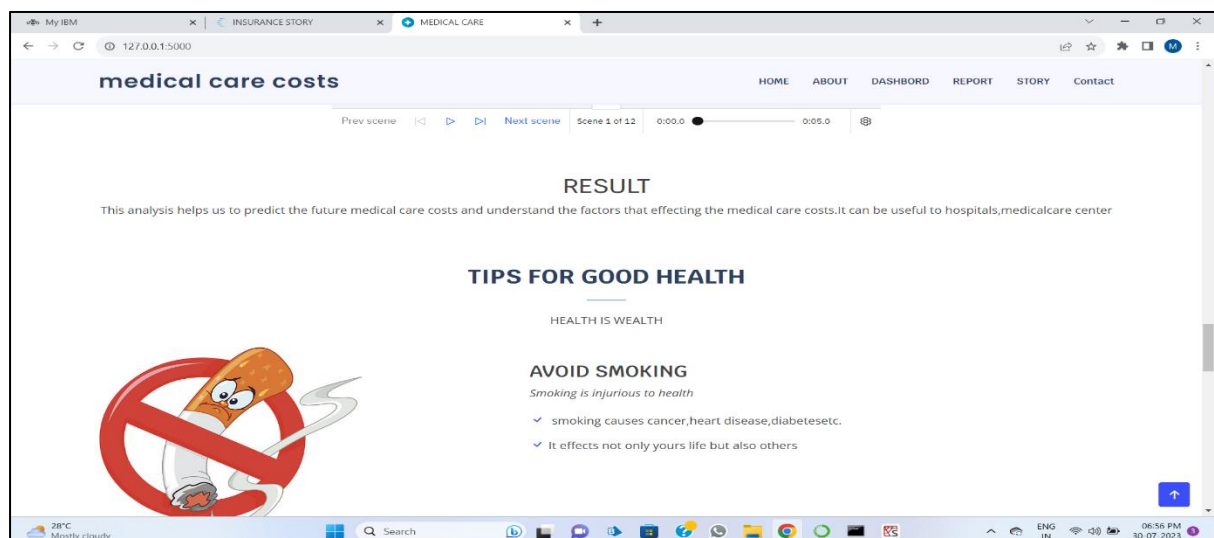 My IBM
INSURANCE STORY
MEDICAL CARE
127.0.0.1:5000
M
medical care costs
HOME ABOUT DASHBORD REPORT STORY Contact
Prev scene Next scene Scene 1 of 12 0:00.0 0:05.0
RESULT
This analysis helps us to predict the future medical care costs and understand the factors that effecting the medical care costs.It can be useful to hospitals,medicalcare center
TIPS FOR GOOD HEALTH
HEALTH IS WEALTH
AVOID SMOKING
Smoking is injurious to health
smoking causes cancer,heart disease,diabetesetc.
It effects not only yours life but also others
28°C
Mostly cloudy
Search
ENG
IN
06:56 PM
30-07-2023